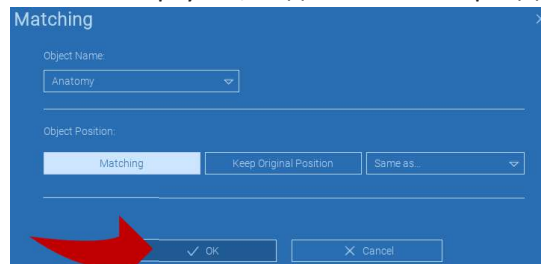 Matching
Object Name:
Anatomy
Object Position:
Matching Keep Original Position Same as...
OK Cancel